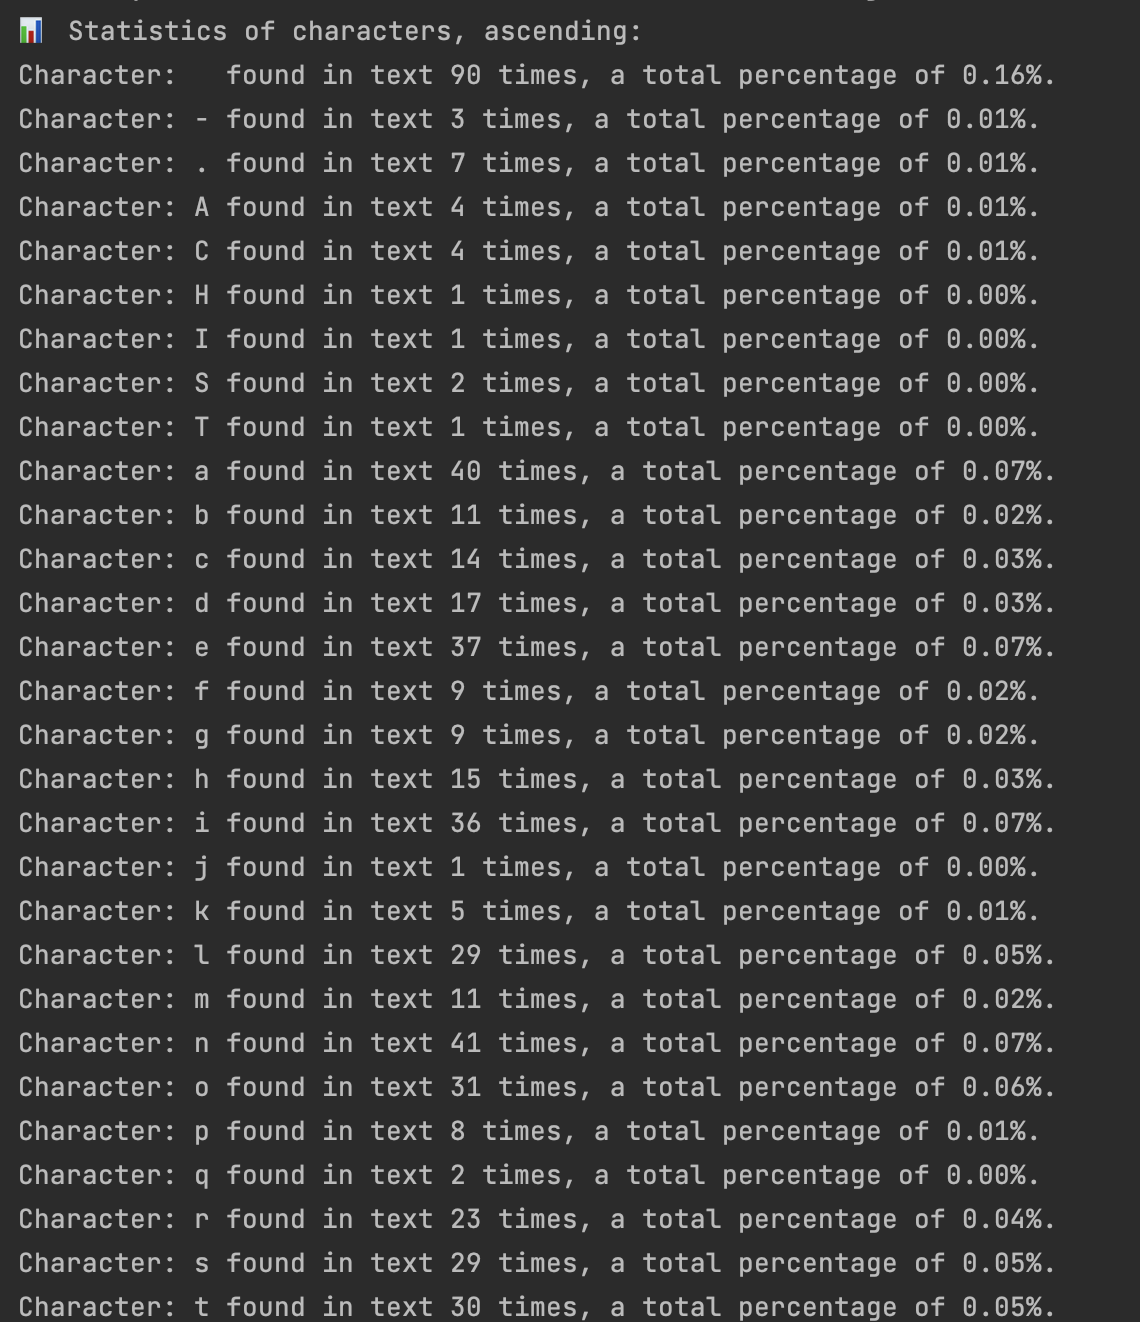 📊 Statistics of characters, ascending:
Character:   found in text 90 times, a total percentage of 0.16%.
Character: - found in text 3 times, a total percentage of 0.01%.
Character: . found in text 7 times, a total percentage of 0.01%.
Character: A found in text 4 times, a total percentage of 0.01%.
Character: C found in text 4 times, a total percentage of 0.01%.
Character: H found in text 1 times, a total percentage of 0.00%.
Character: I found in text 1 times, a total percentage of 0.00%.
Character: S found in text 2 times, a total percentage of 0.00%.
Character: T found in text 1 times, a total percentage of 0.00%.
Character: a found in text 40 times, a total percentage of 0.07%.
Character: b found in text 11 times, a total percentage of 0.02%.
Character: c found in text 14 times, a total percentage of 0.03%.
Character: d found in text 17 times, a total percentage of 0.03%.
Character: e found in text 37 times, a total percentage of 0.07%.
Character: f found in text 9 times, a total percentage of 0.02%.
Character: g found in text 9 times, a total percentage of 0.02%.
Character: h found in text 15 times, a total percentage of 0.03%.
Character: i found in text 36 times, a total percentage of 0.07%.
Character: j found in text 1 times, a total percentage of 0.00%.
Character: k found in text 5 times, a total percentage of 0.01%.
Character: l found in text 29 times, a total percentage of 0.05%.
Character: m found in text 11 times, a total percentage of 0.02%.
Character: n found in text 41 times, a total percentage of 0.07%.
Character: o found in text 31 times, a total percentage of 0.06%.
Character: p found in text 8 times, a total percentage of 0.01%.
Character: q found in text 2 times, a total percentage of 0.00%.
Character: r found in text 23 times, a total percentage of 0.04%.
Character: s found in text 29 times, a total percentage of 0.05%.
Character: t found in text 30 times, a total percentage of 0.05%.